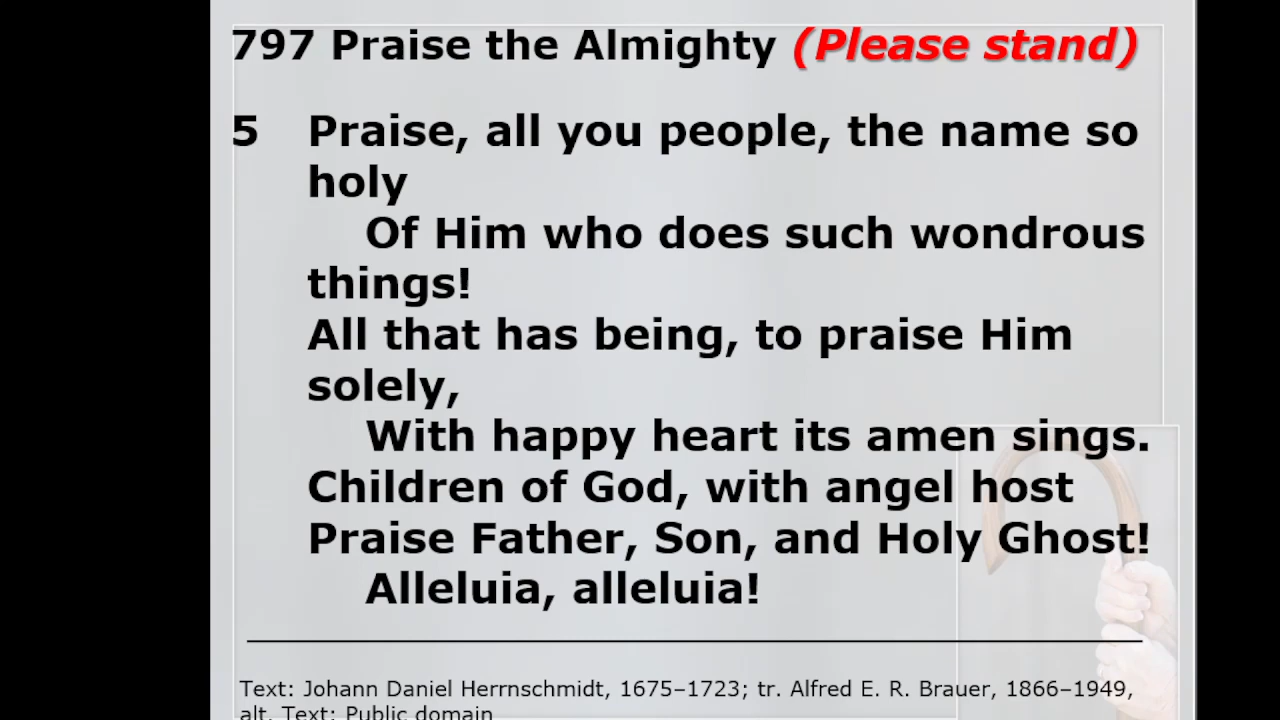 797 Praise the Almighty (Please stand)
5 Praise, all you people, the name so
holy
Of Him who does such wondrous
things!
All that has being, to praise Him
solely,
With happy heart its amen sings.
Children of God, with angel host
Praise Father, Son, and Holy Ghost!
Alleluia, alleluia!
Text: Johann Daniel Herrnschmidt, 1675–1723; tr. Alfred E. R. Brauer, 1866–1949,
alt. Text: Public domain